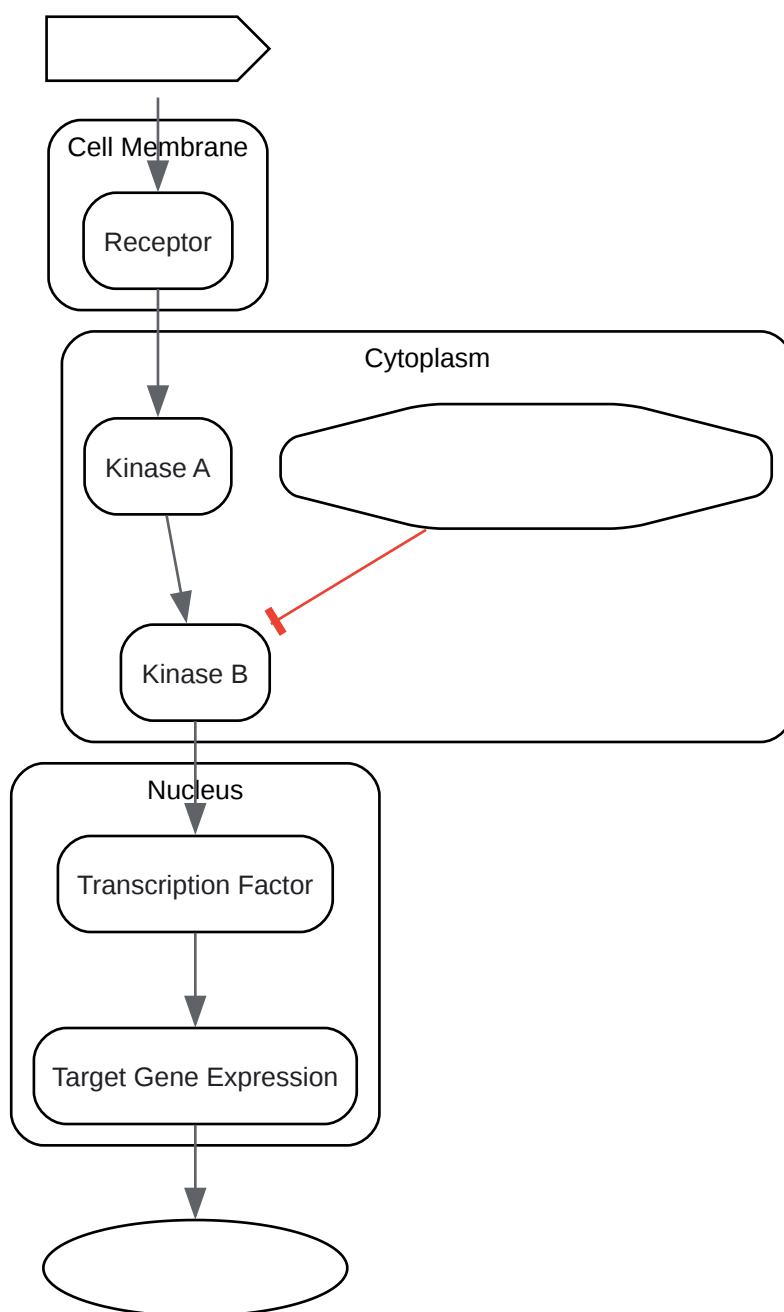 Cell Membrane
Receptor
Cytoplasm
Kinase A
Kinase B
Nucleus
Transcription Factor
Target Gene Expression